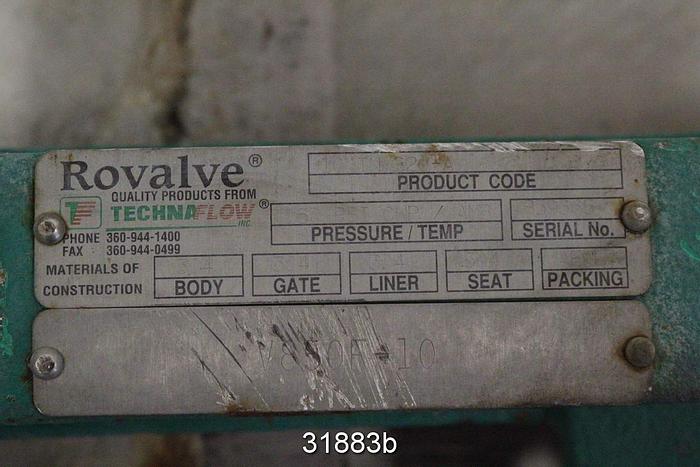 Rovalve®
QUALITY PRODUCTS FROM
TECHNAFLOW®
INC.
PHONE 360-944-1400
FAX 360-944-0499
PRODUCT CODE
PRESSURE / TEMP
SERIAL No.
MATERIALS OF
CONSTRUCTION
BODY
GATE
LINER
SEAT
PACKING
31883b